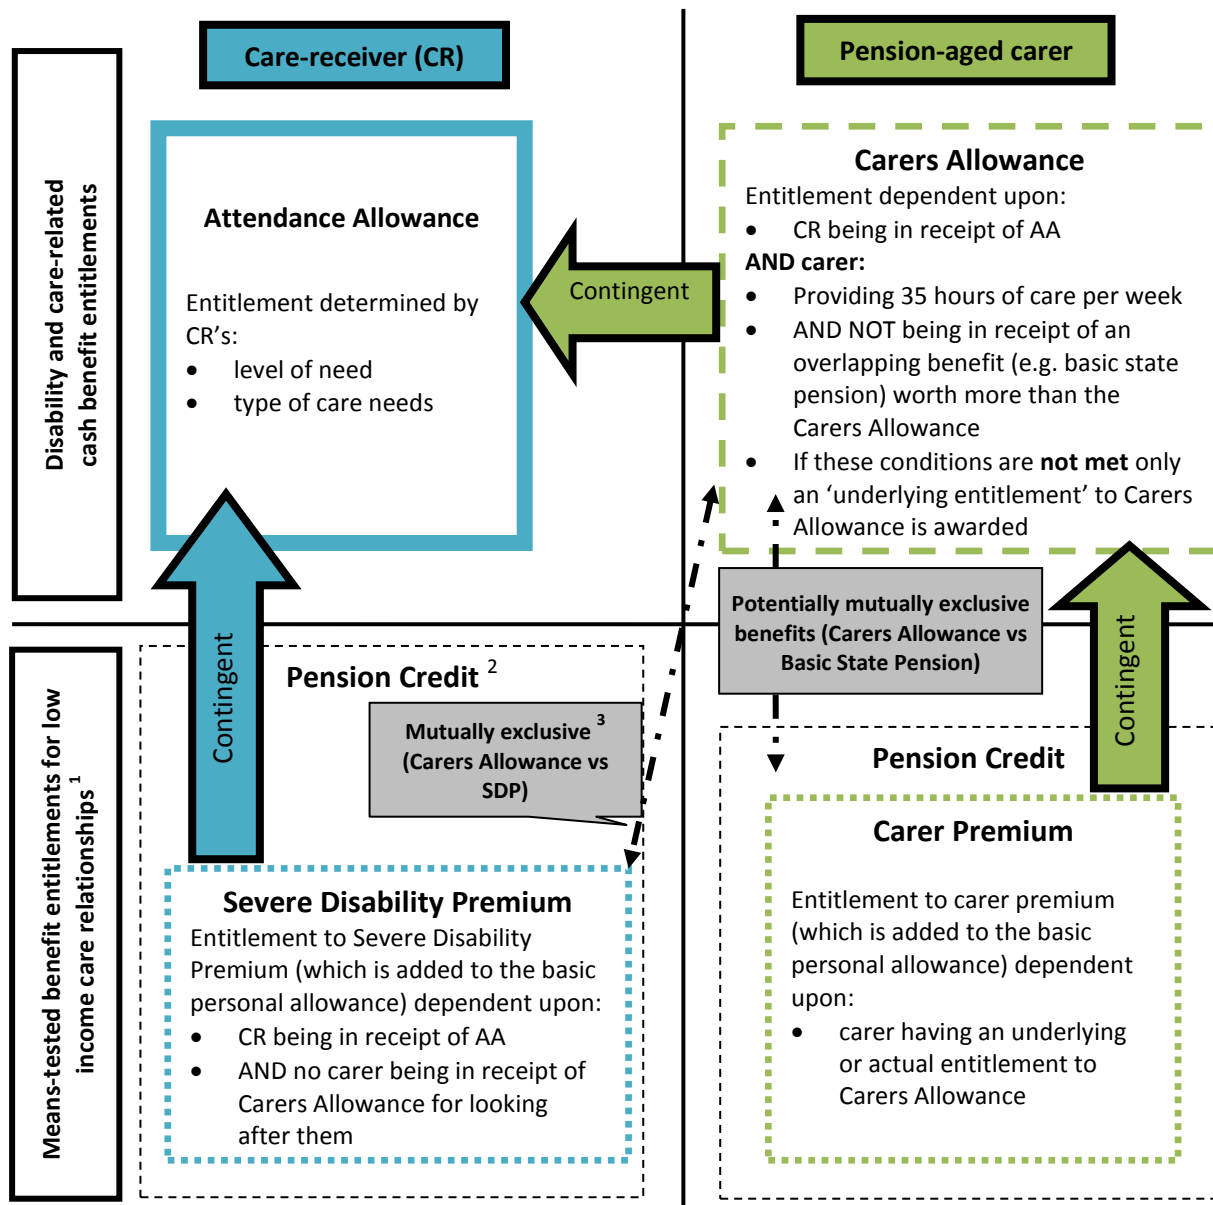 Care-receiver (CR)
Pension-aged carer
Disability and care-related
cash benefit entitlements
Attendance Allowance
Entitlement determined by
CR's:
• level of need
• type of care needs
Contingent
Carers Allowance
Entitlement dependent upon:
• CR being in receipt of AA
AND carer:
• Providing 35 hours of care per week
• AND NOT being in receipt of an
overlapping benefit (e.g. basic state
pension) worth more than the
Carers Allowance
• If these conditions are not met only
an 'underlying entitlement' to Carers
Allowance is awarded
Contingent
Potentially mutually exclusive
benefits (Carers Allowance vs
Basic State Pension)
Contingent
Means-tested benefit entitlements for low
income care relationships 1
Pension Credit 2
Mutually exclusive 3
(Carers Allowance vs
SDP)
Severe Disability Premium
Entitlement to Severe Disability
Premium (which is added to the basic
personal allowance) dependent upon:
• CR being in receipt of AA
• AND no carer being in receipt of
Carers Allowance for looking
after them
Pension Credit
Carer Premium
Entitlement to carer premium
(which is added to the basic
personal allowance) dependent
upon:
• carer having an underlying
or actual entitlement to
Carers Allowance